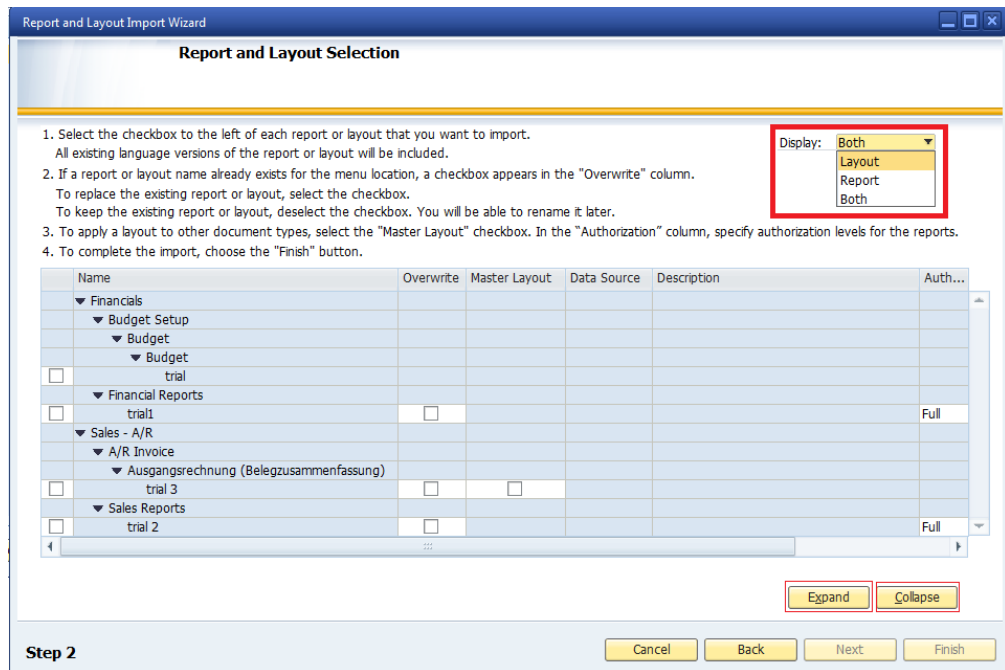 Report and Layout Import Wizard
Report and Layout Selection
1. Select the checkbox to the left of each report or layout that you want to import.
All existing language versions of the report or layout will be included.
2. If a report or layout name already exists for the menu location, a checkbox appears in the "Overwrite" column.
To replace the existing report or layout, select the checkbox.
To keep the existing report or layout, deselect the checkbox. You will be able to rename it later.
3. To apply a layout to other document types, select the "Master Layout" checkbox. In the “Authorization” column, specify authorization levels for the reports.
4. To complete the import, choose the "Finish" button.
Display: Both
Layout
Report
Both
Name Overwrite Master Layout Data Source Description Auth...
Financials
Budget Setup
Budget
Budget
trial
Financial Reports
trial1 Full
Sales - A/R
A/R Invoice
Ausgangsrechnung (Belegzusammenfassung)
trial 3
Sales Reports
trial 2 Full
Expand Collapse
Step 2 Cancel Back Next Finish